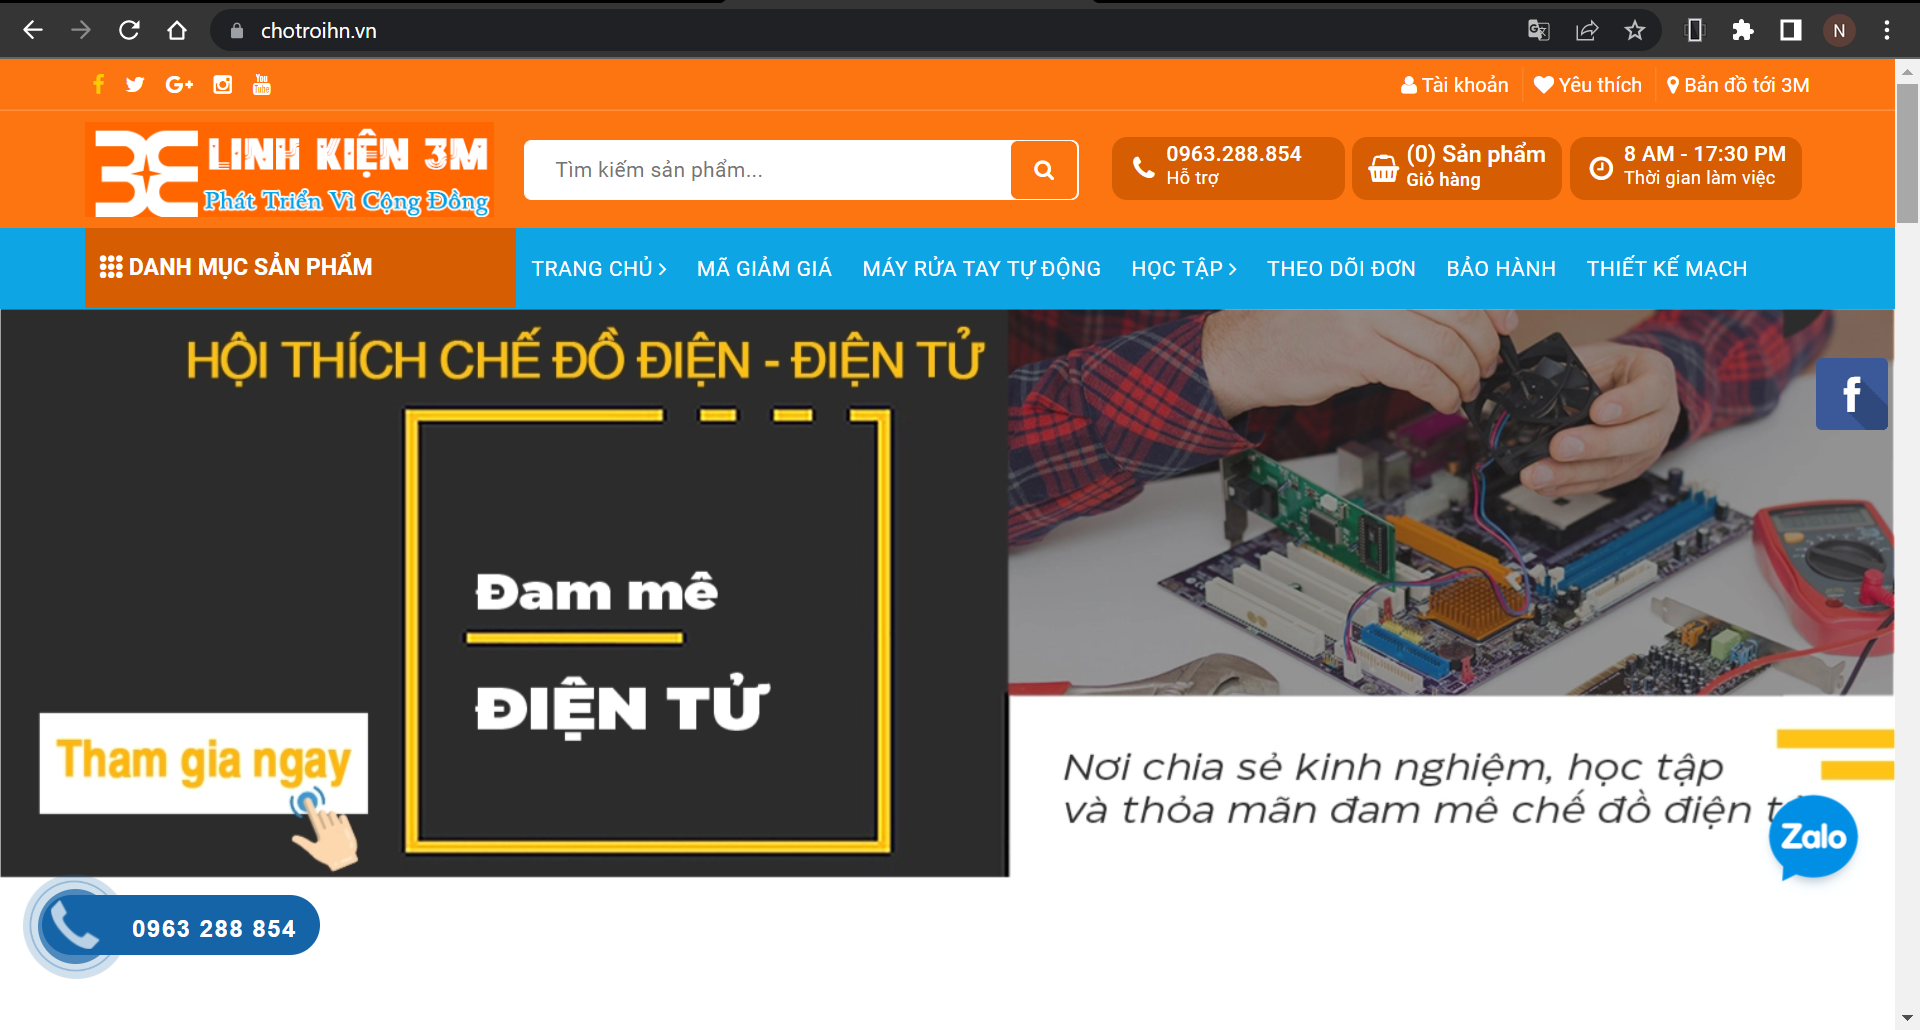 chotroihn.vn
N
f G+ You Tube
Tài khoản
Yêu thích
Bản đồ tới 3M
LINH KIỆN 3M
Phát Triển Vì Cộng Đồng
Tìm kiếm sản phẩm...
0963.288.854
Hỗ trợ
(0) Sản phẩm
Giỏ hàng
8 AM - 17:30 PM
Thời gian làm việc
DANH MỤC SẢN PHẨM
TRANG CHỦ
MÃ GIẢM GIÁ
MÁY RỬA TAY TỰ ĐỘNG
HỌC TẬP
THEO DÕI ĐƠN
BẢO HÀNH
THIẾT KẾ MẠCH
HỘI THÍCH CHẾ ĐỒ ĐIỆN - ĐIỆN TỬ
f
Đam mê
ĐIỆN TỬ
Tham gia ngay
Nơi chia sẻ kinh nghiệm, học tập
và thỏa mãn đam mê chế đồ điện
Zalo
0963 288 854